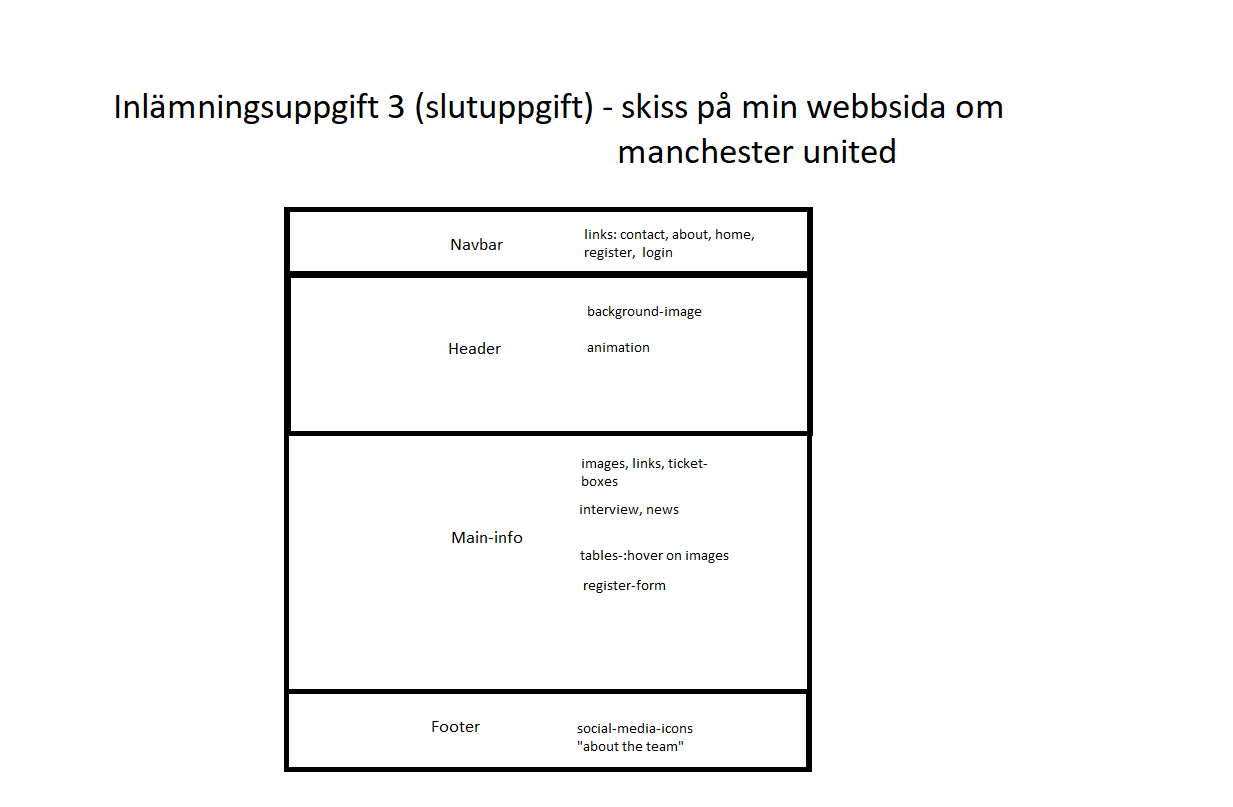 Inlämningsuppgift 3 (slutuppgift) - skiss på min webbsida om
manchester united
Navbar
links: contact, about, home,
register, login
Header
background-image
animation
Main-info
images, links, ticket-
boxes
interview, news
tables-:hover on images
register-form
Footer
social-media-icons
"about the team"